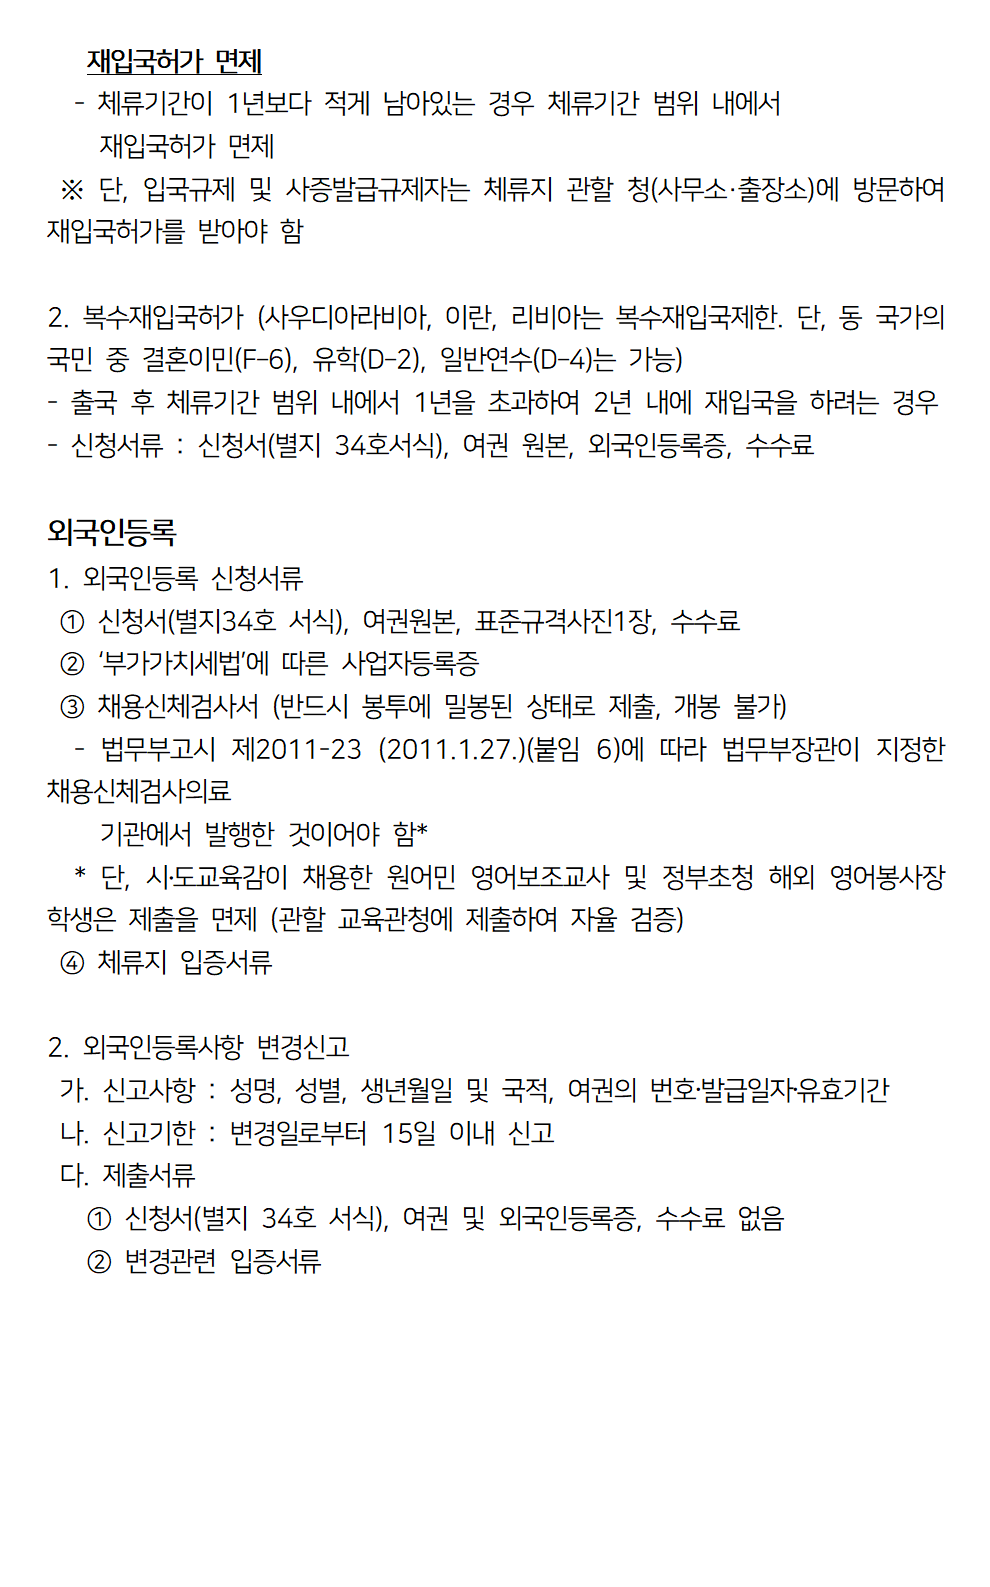 재입국허가 면제
- 체류기간이 1년보다 적게 남아있는 경우 체류기간 범위 내에서
재입국허가 면제
※ 단, 입국규제 및 사증발급규제자는 체류지 관할 청(사무소·출장소)에 방문하여
재입국허가를 받아야 함
2. 복수재입국허가 (사우디아라비아, 이란, 리비아는 복수재입국제한. 단, 동 국가의
국민 중 결혼이민(F-6), 유학(D-2), 일반연수(D-4)는 가능)
- 출국 후 체류기간 범위 내에서 1년을 초과하여 2년 내에 재입국을 하려는 경우
- 신청서류 : 신청서(별지 34호서식), 여권 원본, 외국인등록증, 수수료
외국인등록
1. 외국인등록 신청서류
① 신청서(별지34호 서식), 여권원본, 표준규격사진1장, 수수료
② ‘부가가치세법’에 따른 사업자등록증
③ 채용신체검사서 (반드시 봉투에 밀봉된 상태로 제출, 개봉 불가)
- 법무부고시 제2011-23 (2011.1.27.)(붙임 6)에 따라 법무부장관이 지정한
채용신체검사의료
기관에서 발행한 것이어야 함*
* 단, 시·도교육감이 채용한 원어민 영어보조교사 및 정부초청 해외 영어봉사장
학생은 제출을 면제 (관할 교육관청에 제출하여 자율 검증)
④ 체류지 입증서류
2. 외국인등록사항 변경신고
가. 신고사항 : 성명, 성별, 생년월일 및 국적, 여권의 번호·발급일자·유효기간
나. 신고기한 : 변경일로부터 15일 이내 신고
다. 제출서류
① 신청서(별지 34호 서식), 여권 및 외국인등록증, 수수료 없음
② 변경관련 입증서류